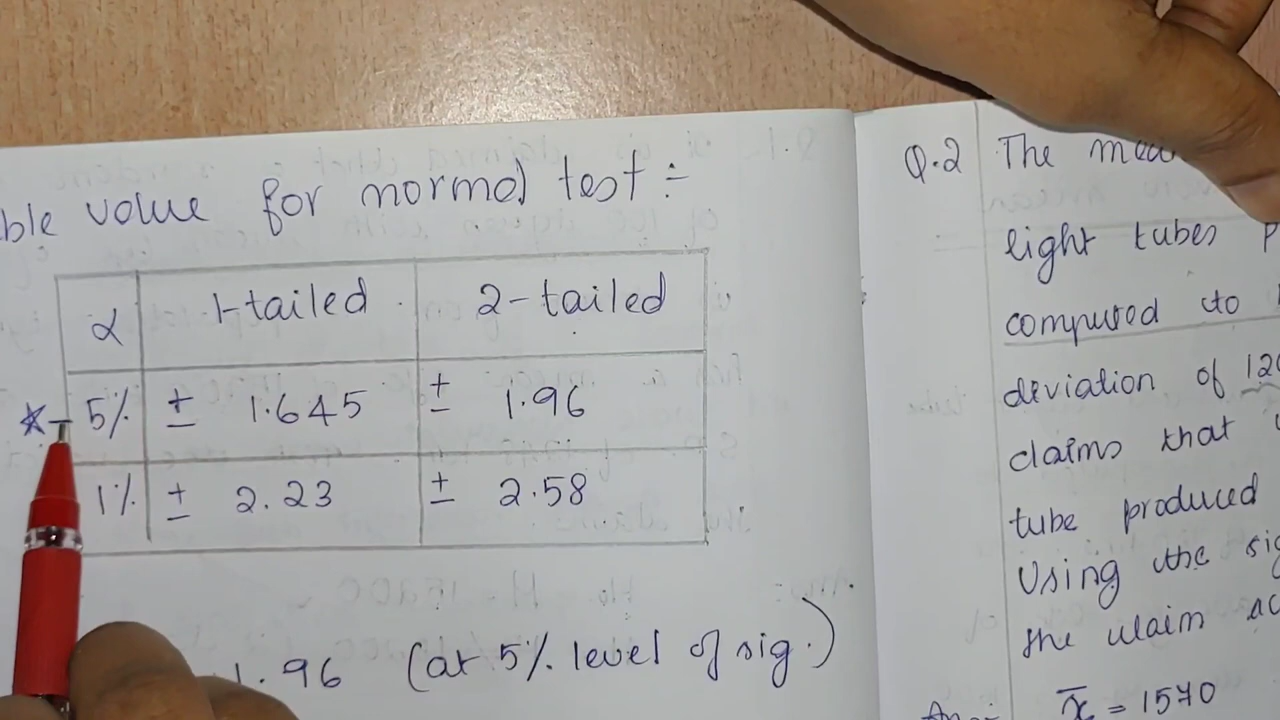 ble value for normal test :-
α 1-tailed 2-tailed
5% ± 1.645 ± 1.96
1% ± 2.23 ± 2.58
1.96 (at 5% level of sig.)
Q.2 The
light tubes
computed to
deviation of 120
claims that
tube produced
Using the
the claim
x̄ = 1570